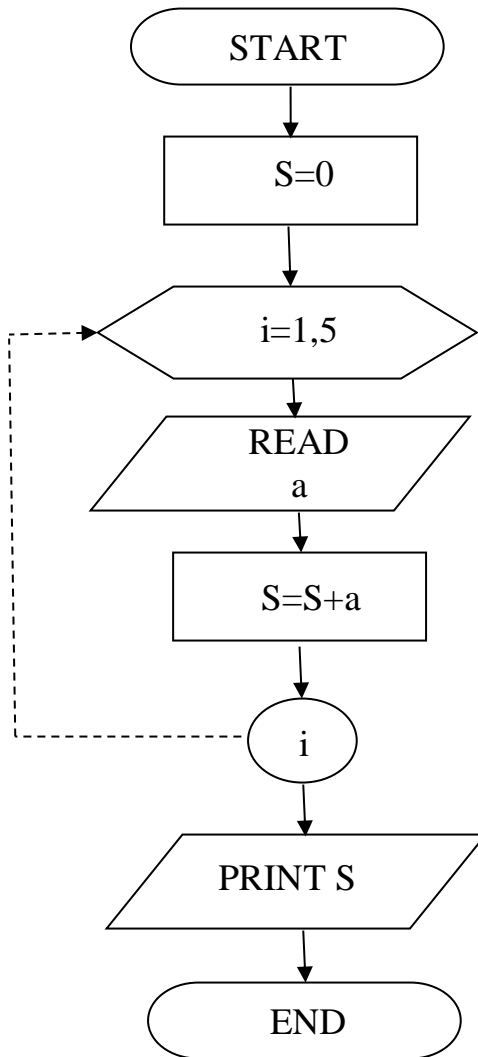 START
S=0
i=1,5
READ
a
S=S+a
i
PRINT S
END